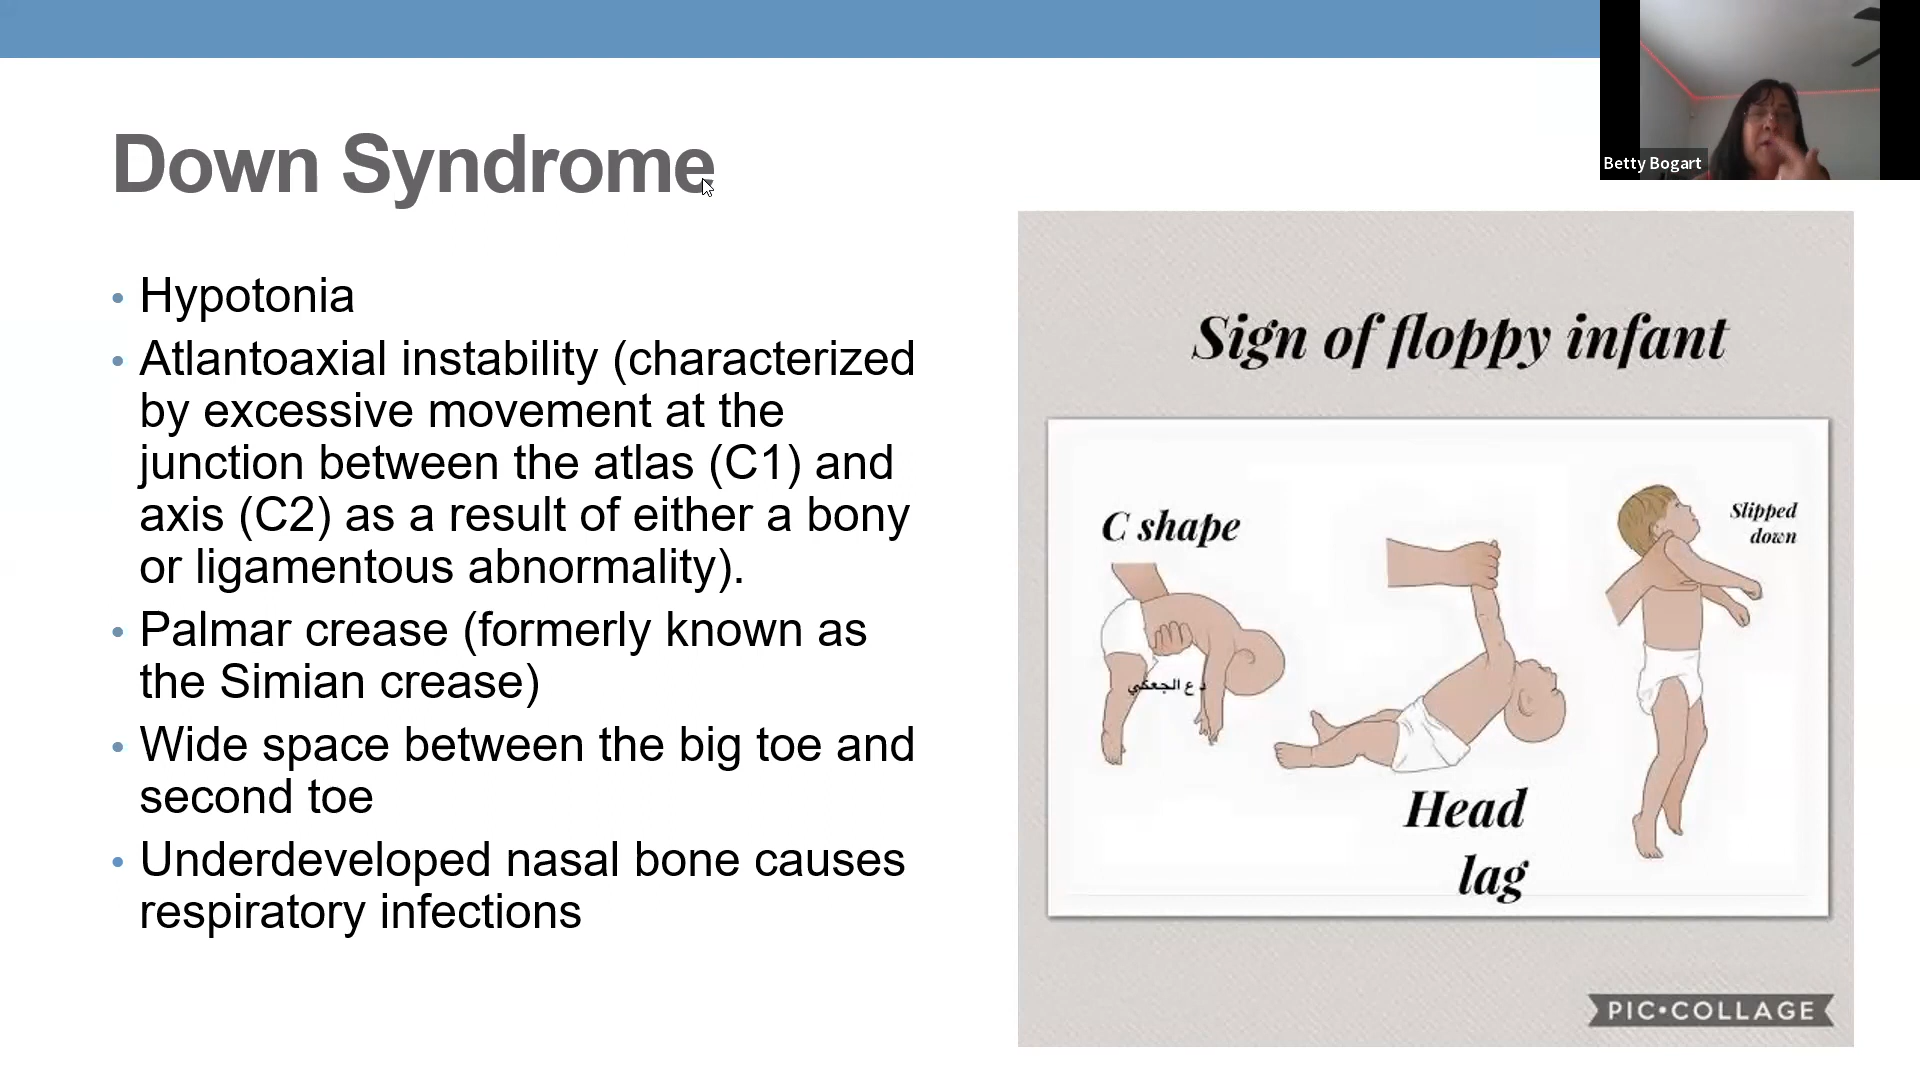 Betty Bogart
Down Syndrome
• Hypotonia
• Atlantoaxial instability (characterized
by excessive movement at the
junction between the atlas (C1) and
axis (C2) as a result of either a bony
or ligamentous abnormality).
• Palmar crease (formerly known as
the Simian crease)
• Wide space between the big toe and
second toe
• Underdeveloped nasal bone causes
respiratory infections
Sign of floppy infant
C shape
د ع الجعكي
Slipped
down
Head
lag
PIC•COLLAGE